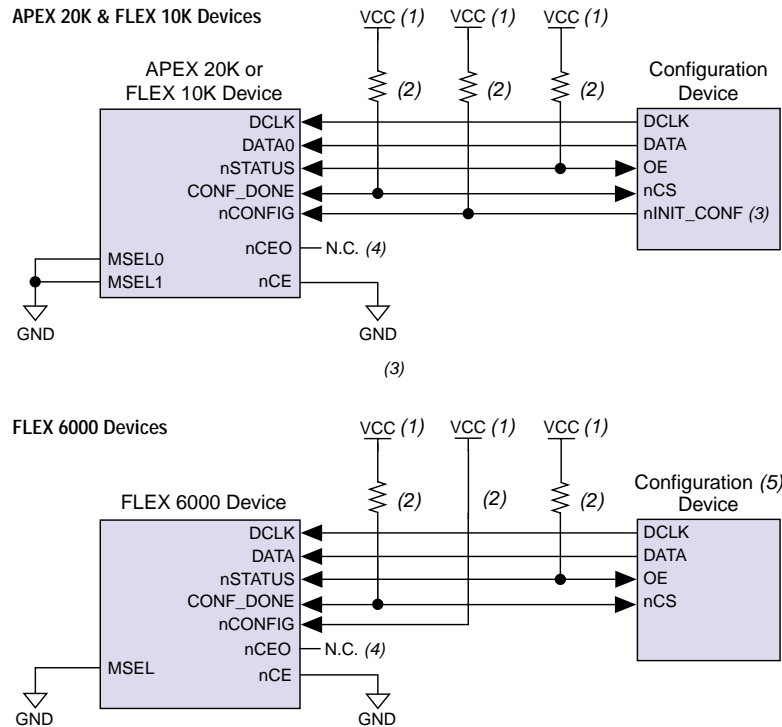 APEX 20K & FLEX 10K Devices
VCC (1) VCC (1) VCC (1)
APEX 20K or
FLEX 10K Device
(2) (2) (2)
Configuration
Device
DCLK DCLK
DATA0 DATA
nSTATUS OE
CONF_DONE nCS
nCONFIG nINIT_CONF (3)
nCEO N.C. (4)
MSEL0
MSEL1 nCE
GND GND
(3)
FLEX 6000 Devices
VCC (1) VCC (1) VCC (1)
FLEX 6000 Device
(2) (2) (2)
Configuration (5)
Device
DCLK DCLK
DATA DATA
nSTATUS OE
CONF_DONE nCS
nCONFIG
nCEO N.C. (4)
MSEL nCE
GND GND